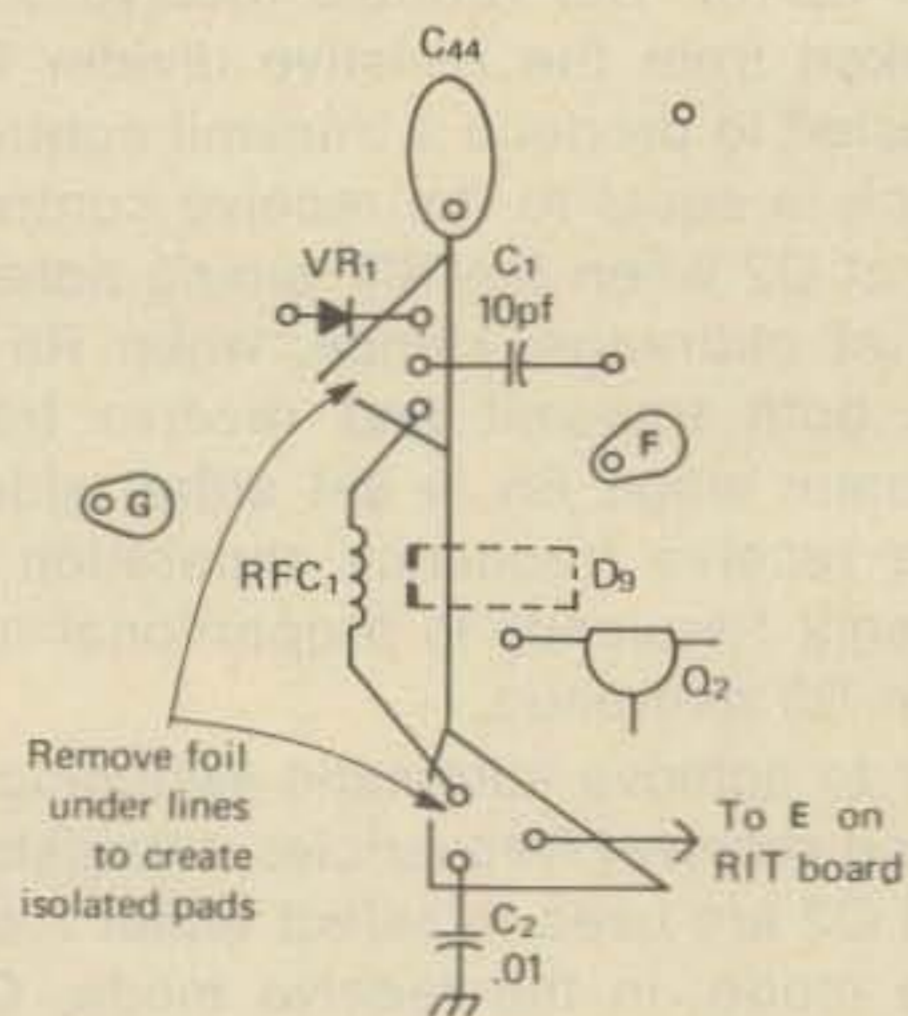 C44
VR1
C1
10pf
F
G
RFC1
D9
Q2
Remove foil
under lines
to create
isolated pads
To E on
RIT board
C2
.01